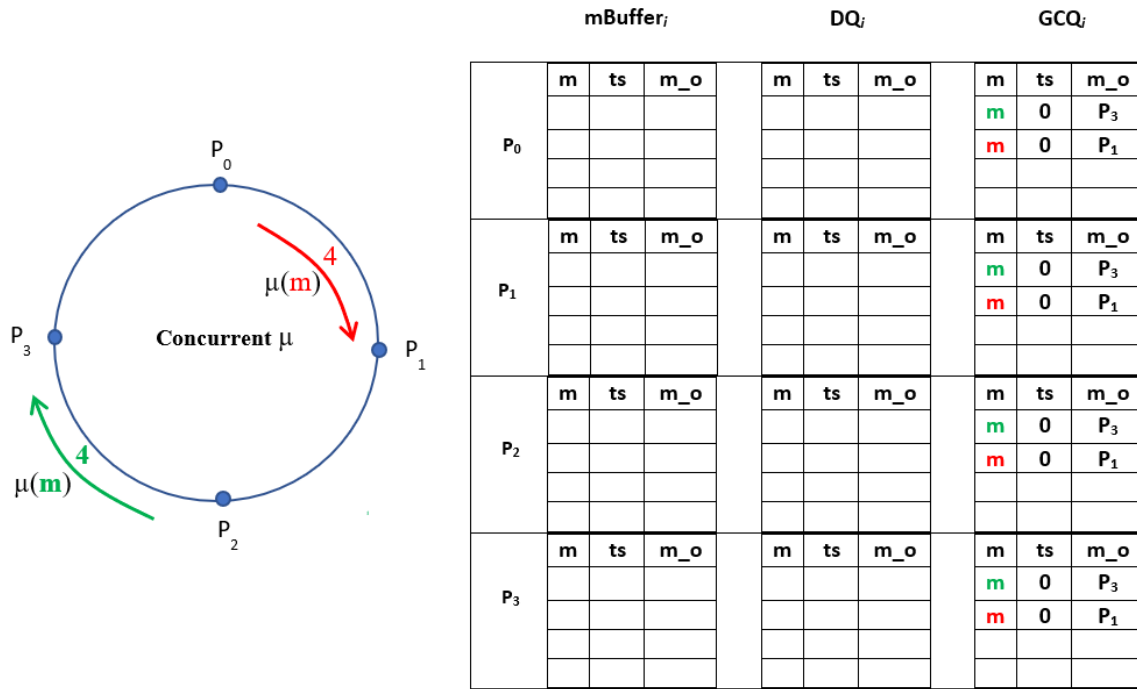 P0
4
μ(m)
P3
Concurrent μ
P1
4
μ(m)
P2
mBufferi DQi GCQi
m ts m_o m ts m_o m ts m_o
m 0 P3
P0 m 0 P1
m ts m_o m ts m_o m ts m_o
m 0 P3
P1 m 0 P1
m ts m_o m ts m_o m ts m_o
m 0 P3
P2 m 0 P1
m ts m_o m ts m_o m ts m_o
m 0 P3
P3 m 0 P1